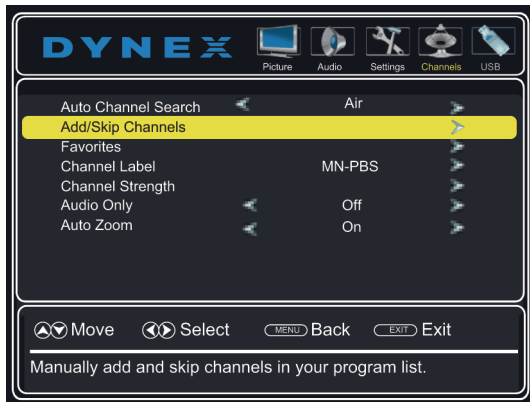 DYNEX
Picture Audio Settings Channels USB
Auto Channel Search Air
Add/Skip Channels
Favorites
Channel Label MN-PBS
Channel Strength
Audio Only Off
Auto Zoom On
Move Select MENU Back EXIT Exit
Manually add and skip channels in your program list.